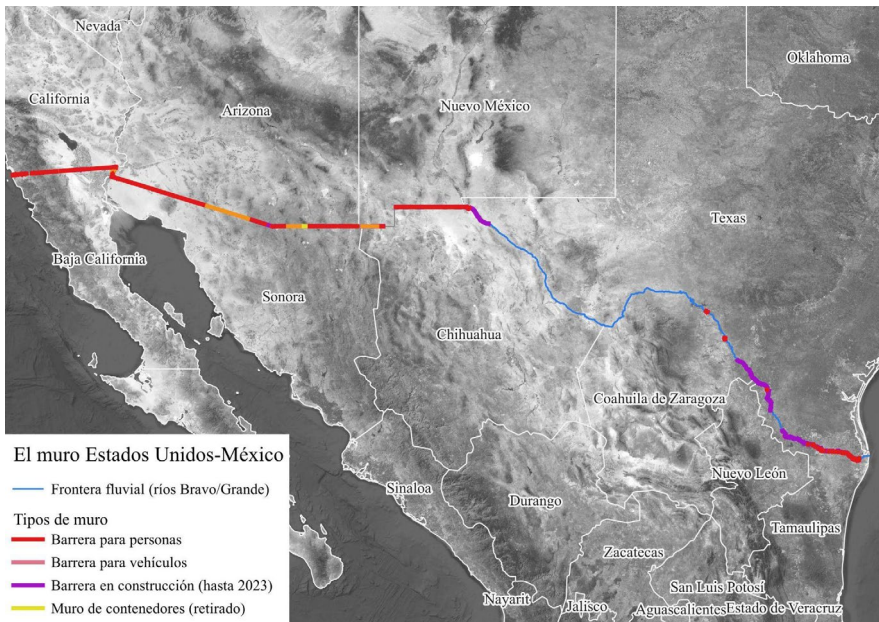 Nevada
Oklahoma
California
Arizona
Nuevo México
Texas
Baja California
Sonora
Chihuahua
Coahuila de Zaragoza
El muro Estados Unidos-México
Frontera fluvial (ríos Bravo/Grande)
Tipos de muro
Barrera para personas
Barrera para vehículos
Barrera en construcción (hasta 2023)
Muro de contenedores (retirado)
Nuevo León
Sinaloa
Durango
Tamaulipas
Zacatecas
San Luis Potosí
Nayarit
Jalisco
Aguascalientes
Estado de Veracruz